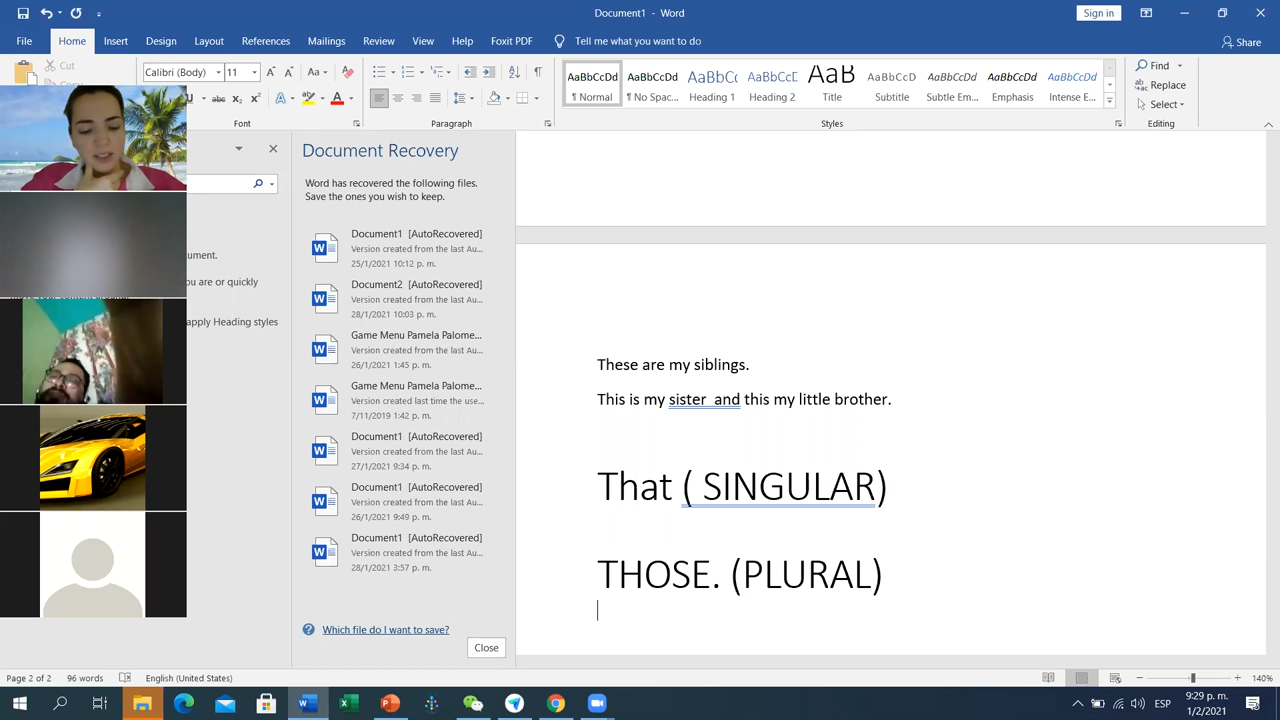 Document1 - Word
Sign in
File Home Insert Design Layout References Mailings Review View Help Foxit PDF Tell me what you want to do
Share
Cut
Calibri (Body) 11
Font
Paragraph
AaBbCcDd AaBbCcDd AaBbCc AaBbCcD AaB AaBbCcDd AaBbCcDd AaBbCcDd AaBbCcDd
¶ Normal ¶ No Spac... Heading 1 Heading 2 Title Subtitle Subtle Em... Emphasis Intense E...
Styles
Find
Replace
Select
Editing
ou are or quickly
apply Heading styles
Document Recovery
Word has recovered the following files.
Save the ones you wish to keep.
Document1 [AutoRecovered]
Version created from the last Au...
25/1/2021 10:12 p. m.
Document2 [AutoRecovered]
Version created from the last Au...
28/1/2021 10:03 p. m.
Game Menu Pamela Palome...
Version created from the last Au...
26/1/2021 1:45 p. m.
Game Menu Pamela Palome...
Version created last time the use...
7/11/2019 1:42 p. m.
Document1 [AutoRecovered]
Version created from the last Au...
27/1/2021 9:34 p. m.
Document1 [AutoRecovered]
Version created from the last Au...
26/1/2021 9:49 p. m.
Document1 [AutoRecovered]
Version created from the last Au...
28/1/2021 3:57 p. m.
Which file do I want to save?
Close
These are my siblings.
This is my sister  and this my little brother.
That ( SINGULAR)
THOSE. (PLURAL)
Page 2 of 2 96 words English (United States)
140%
ESP
9:29 p. m.
1/2/2021